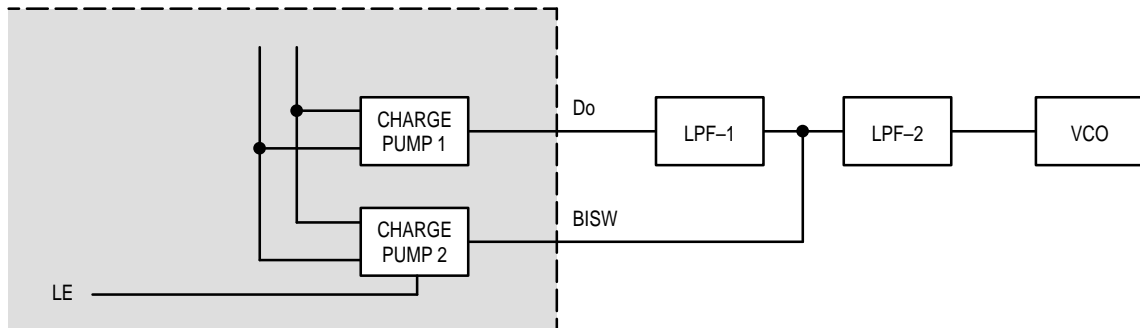 CHARGE
PUMP 1
Do
LPF–1
LPF–2
VCO
CHARGE
PUMP 2
BISW
LE